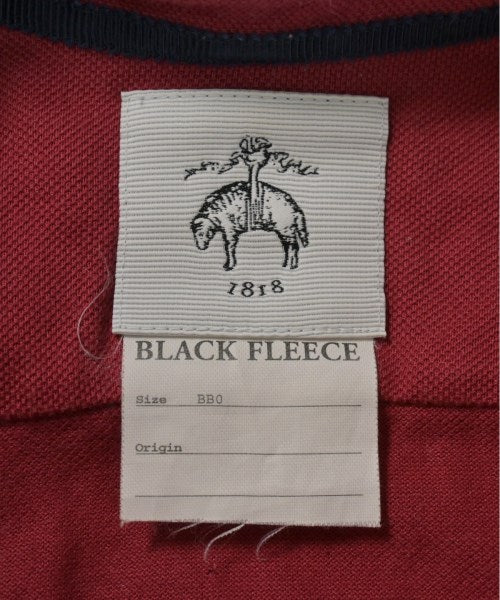 1818
BLACK FLEECE
Size BB0
Origin